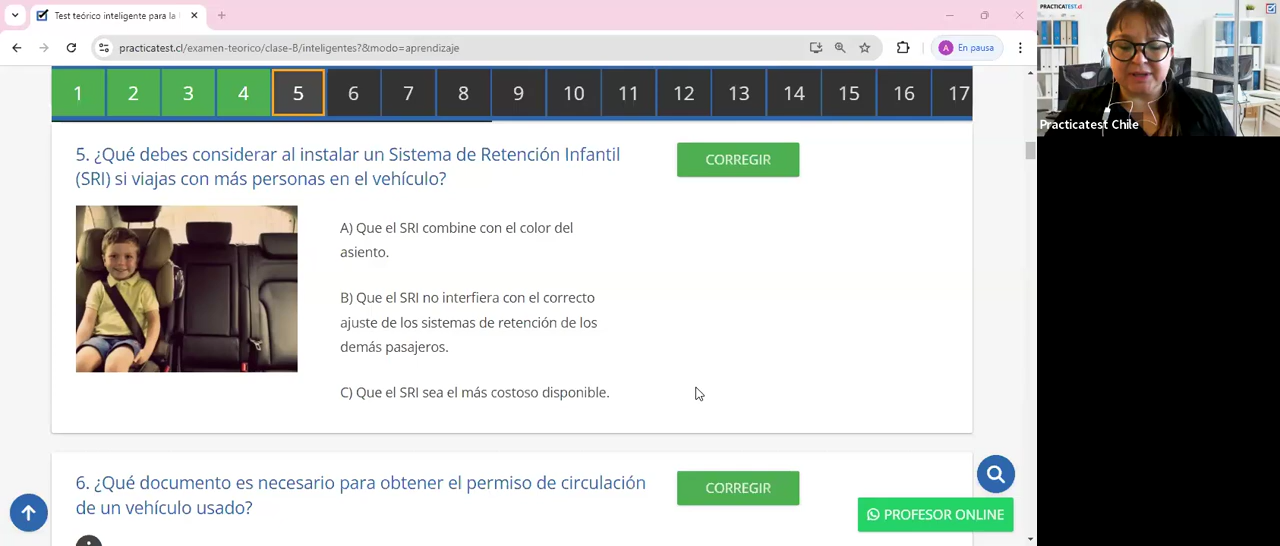 Test teórico inteligente para la
practicatest.cl/examen-teorico/clase-B/inteligentes?&modo=aprendizaje
A
En pausa
PRACTICATEST.cl
Practicatest Chile
1 2 3 4 5 6 7 8 9 10 11 12 13 14 15 16 17
5. ¿Qué debes considerar al instalar un Sistema de Retención Infantil
(SRI) si viajas con más personas en el vehículo?
CORREGIR
A) Que el SRI combine con el color del
asiento.
B) Que el SRI no interfiera con el correcto
ajuste de los sistemas de retención de los
demás pasajeros.
C) Que el SRI sea el más costoso disponible.
6. ¿Qué documento es necesario para obtener el permiso de circulación
de un vehículo usado?
CORREGIR
PROFESOR ONLINE